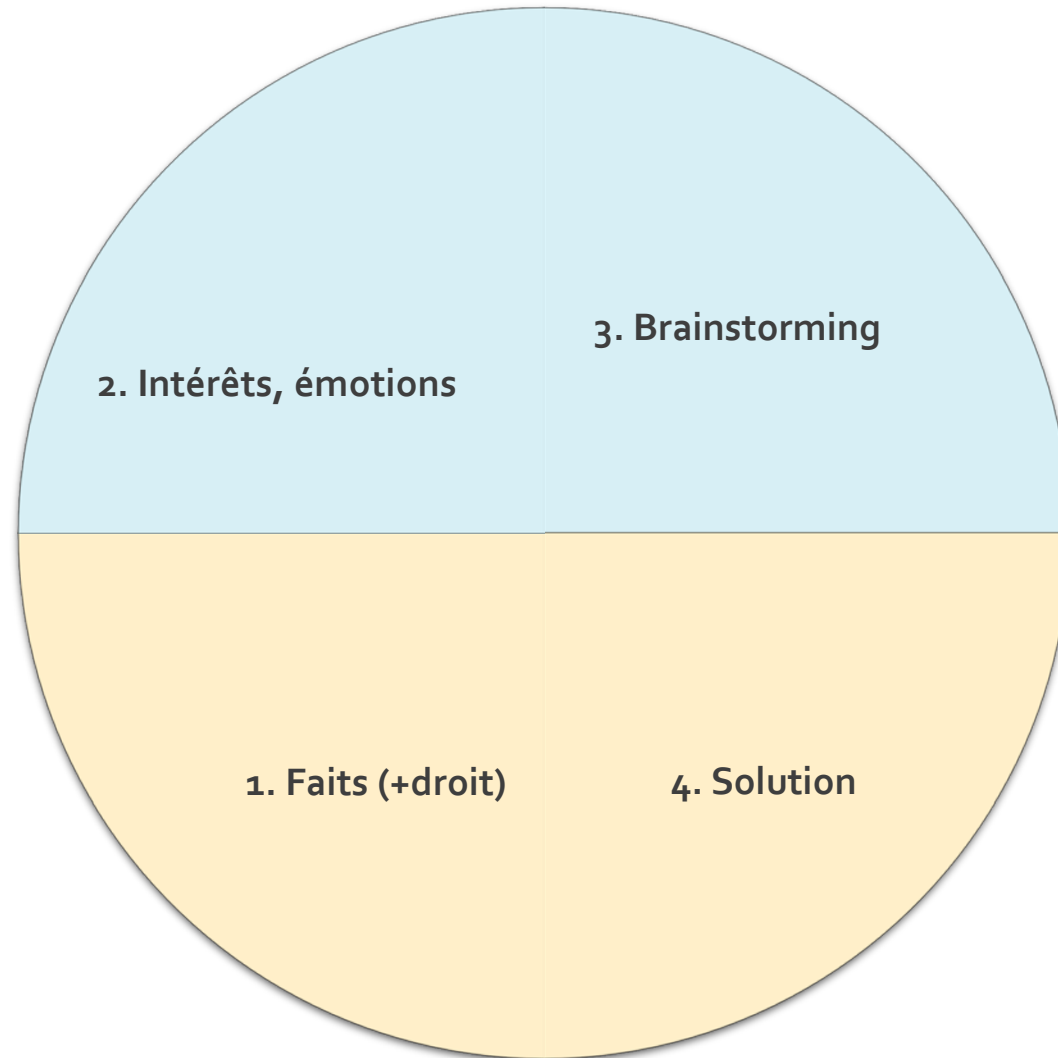 3. Brainstorming
2. Intérêts, émotions
1. Faits (+droit)
4. Solution